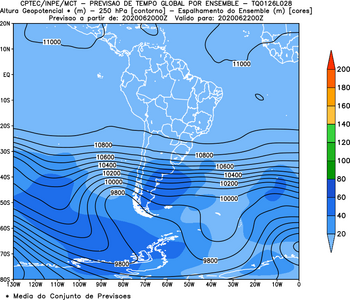 CPTEC/INPE/MCT - PREVISAO DE TEMPO GLOBAL POR ENSEMBLE - TQ0126L028
Altura Geopotencial * (m) - 250 hPa [contorno] - Espalhamento do Ensemble (m) [cores]
Previsao a partir de: 2020062000Z Valido para: 2020062200Z
20N
10N
EQ
10S
20S
30S
40S
50S
60S
70S
80S
130W 120W 110W 100W 90W 80W 70W 60W 50W 40W 30W 20W 10W 0
11000
11000
10800
10600
10400
10200
10000
9800
10800
10600
10400
10200
10000
9800
9800
200
180
160
140
120
100
80
60
40
20
* Media do Conjunto de Previsoes